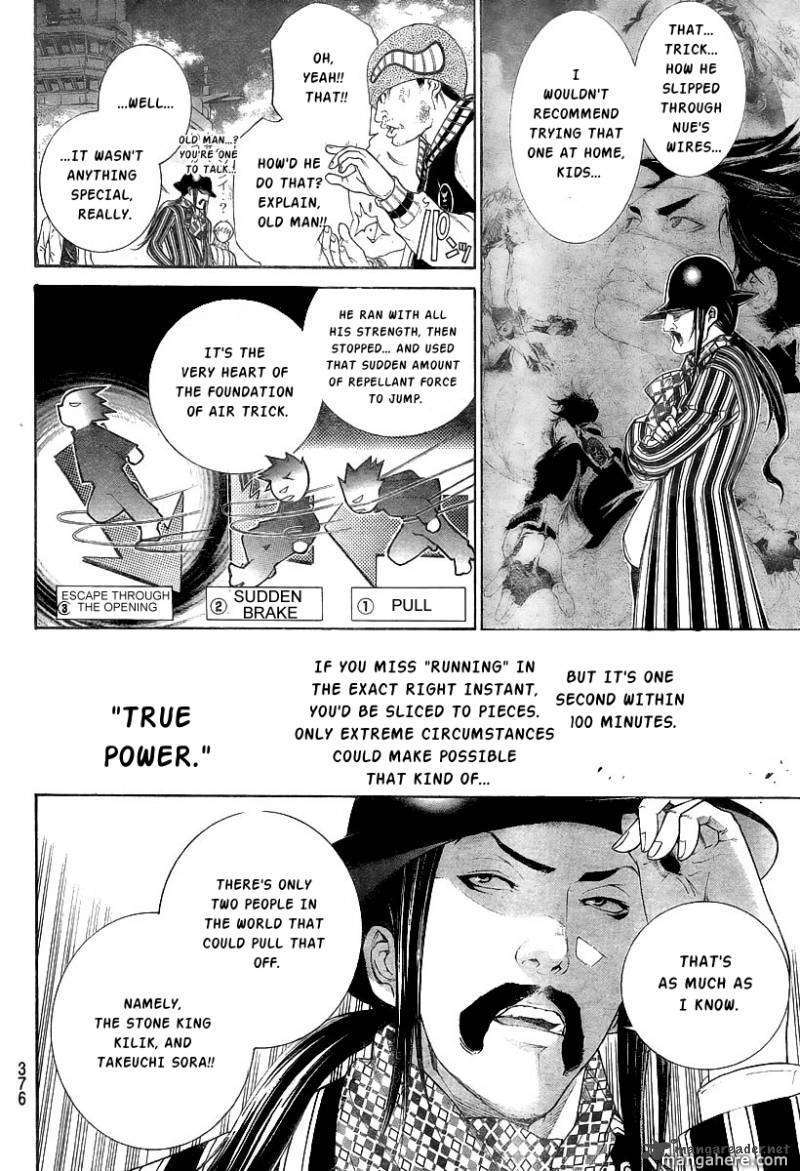 THAT...
TRICK...
HOW HE
SLIPPED
THROUGH
NUE'S
WIRES...
I
WOULDN'T
RECOMMEND
TRYING THAT
ONE AT HOME,
KIDS...
OH,
YEAH!!
THAT!!
HOW'D HE
DO THAT?
EXPLAIN,
OLD MAN!!
パンッ
OLD MAN...?
YOU'RE ONE
TO TALK...
...WELL...
...IT WASN'T
ANYTHING
SPECIAL,
REALLY.
HE RAN WITH ALL
HIS STRENGTH, THEN
STOPPED... AND USED
THAT SUDDEN AMOUNT
OF REPELLANT FORCE
TO JUMP.
IT'S THE
VERY HEART OF
THE FOUNDATION
OF AIR TRICK.
① PULL
② SUDDEN
BRAKE
ESCAPE THROUGH
③ THE OPENING
BUT IT'S ONE
SECOND WITHIN
100 MINUTES.
IF YOU MISS "RUNNING" IN
THE EXACT RIGHT INSTANT,
YOU'D BE SLICED TO PIECES.
ONLY EXTREME CIRCUMSTANCES
COULD MAKE POSSIBLE
THAT KIND OF...
"TRUE
POWER."
THAT'S
AS MUCH AS
I KNOW.
THERE'S ONLY
TWO PEOPLE IN
THE WORLD THAT
COULD PULL THAT
OFF.
NAMELY,
THE STONE KING
KILIK, AND
TAKEUCHI SORA!!
376
mangareader.net
mangahere.com